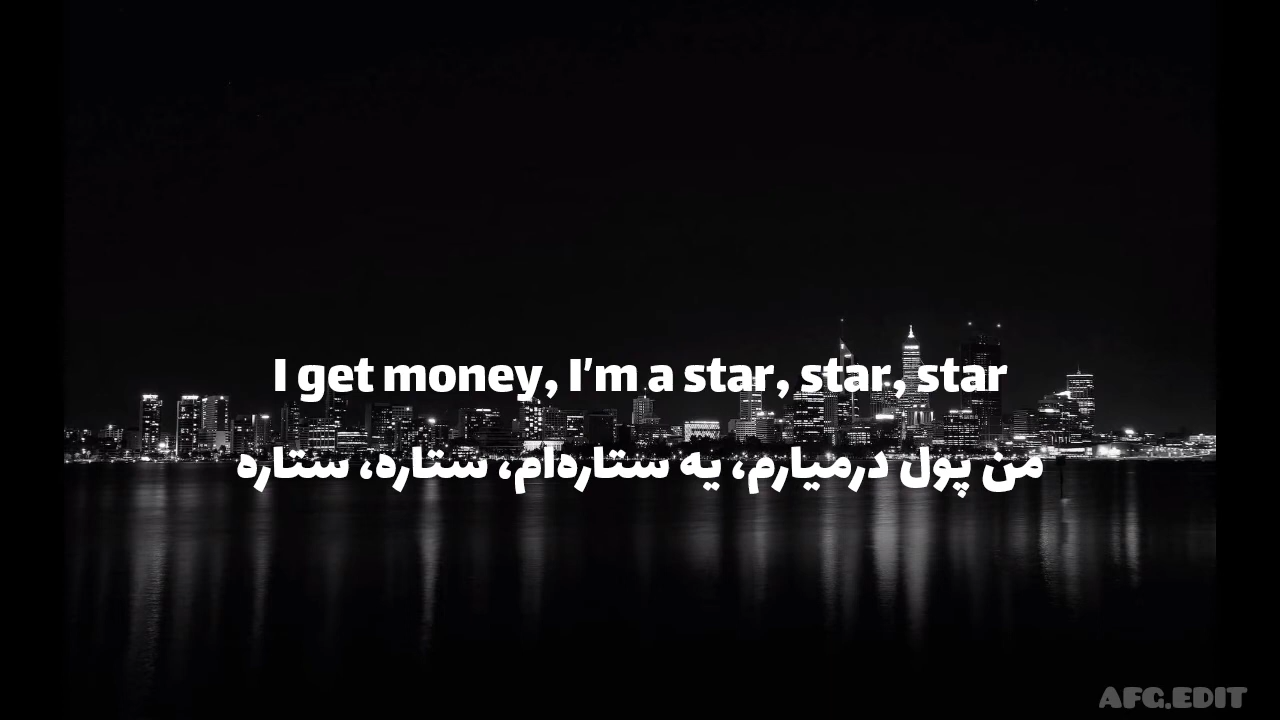 I get money, I'm a star, star, star
من پول درمیارم، یه ستاره‌ام، ستاره، ستاره
AFG.EDIT